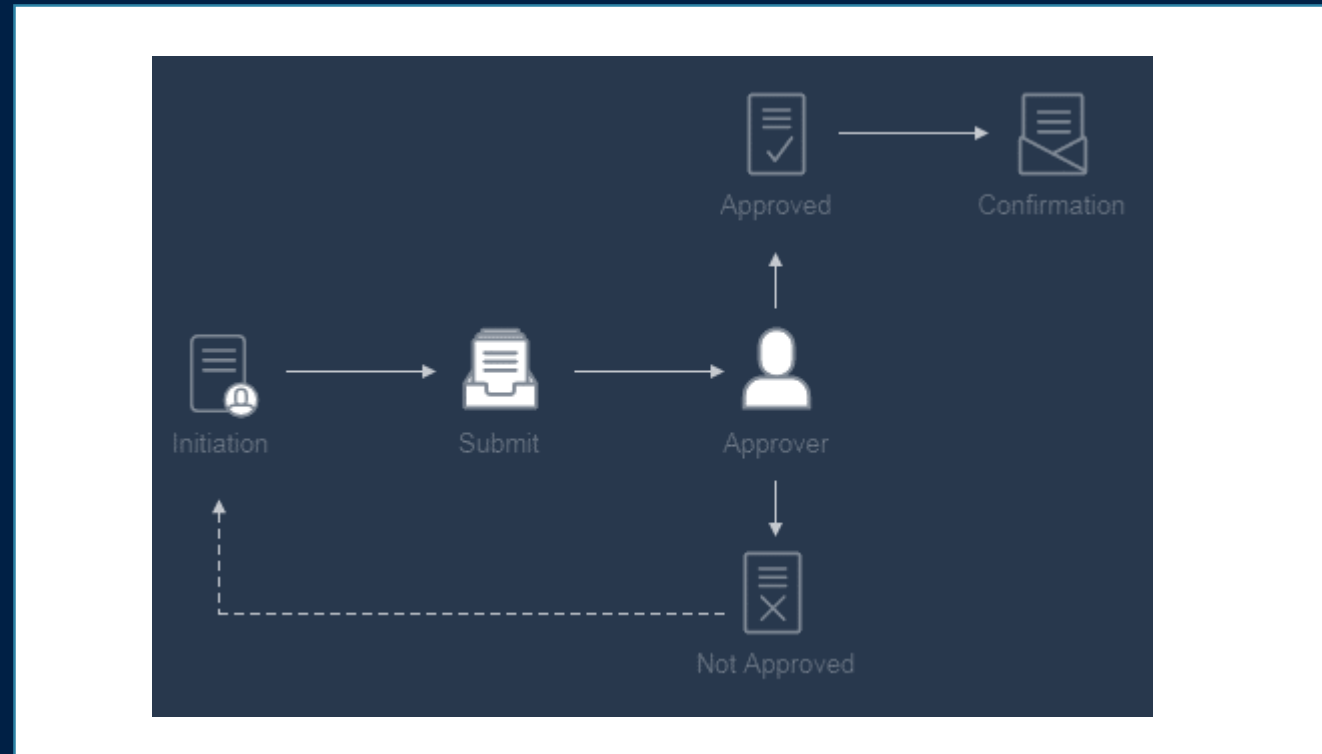 Approved
Confirmation
Initiation
Submit
Approver
Not Approved